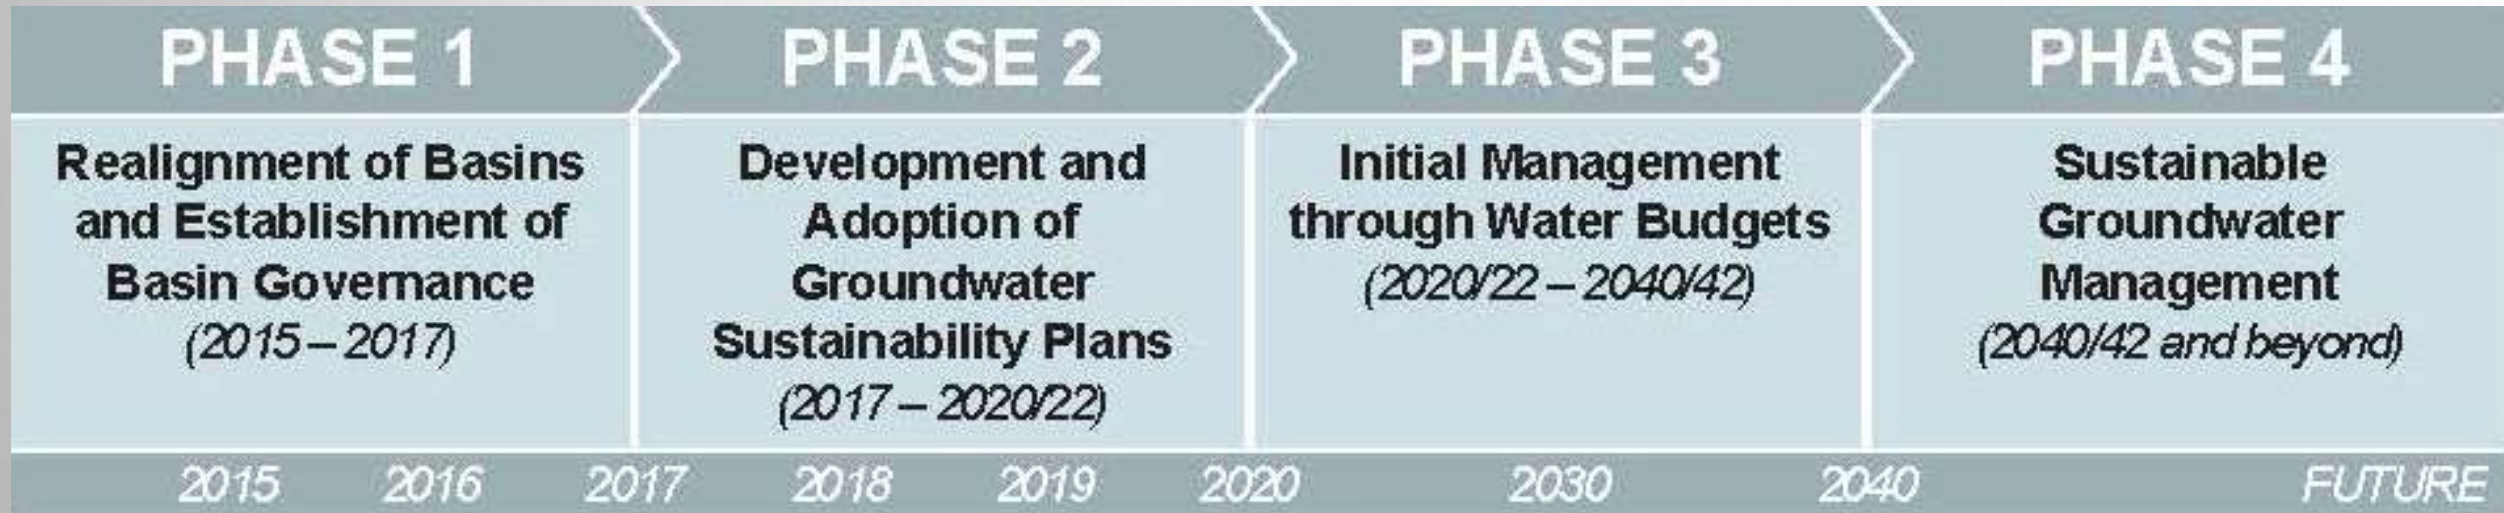 PHASE 1
Realignment of Basins
and Establishment of
Basin Governance
(2015 – 2017)
PHASE 2
Development and
Adoption of
Groundwater
Sustainability Plans
(2017 – 2020/22)
PHASE 3
Initial Management
through Water Budgets
(2020/22 – 2040/42)
PHASE 4
Sustainable
Groundwater
Management
(2040/42 and beyond)
2015 2016 2017 2018 2019 2020 2030 2040 FUTURE